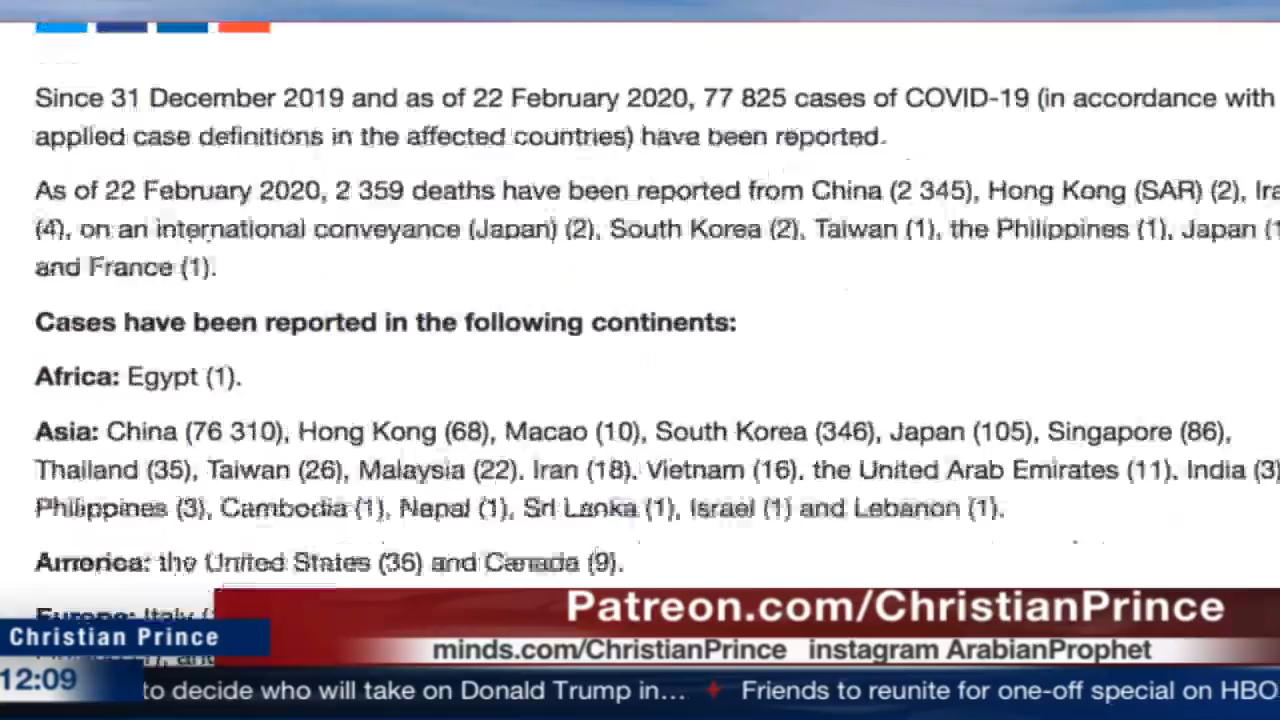 Since 31 December 2019 and as of 22 February 2020, 77 825 cases of COVID-19 (in accordance with
applied case definitions in the affected countries) have been reported.
As of 22 February 2020, 2 359 deaths have been reported from China (2 345), Hong Kong (SAR) (2),
(4), on an international conveyance (Japan) (2), South Korea (2), Taiwan (1), the Philippines (1), Japan
and France (1).
Cases have been reported in the following continents:
Africa: Egypt (1).
Asia: China (76 310), Hong Kong (68), Macao (10), South Korea (346), Japan (105), Singapore (86),
Thailand (35), Taiwan (26), Malaysia (22), Iran (18), Vietnam (16), the United Arab Emirates (11), India (3)
Philippines (3), Cambodia (1), Nepal (1), Sri Lanka (1), Israel (1) and Lebanon (1).
America: the United States (36) and Canada (9).
Europe: Italy
Patreon.com/ChristianPrince
Christian Prince
minds.com/ChristianPrince instagram ArabianProphet
12:09
to decide who will take on Donald Trump in... Friends to reunite for one-off special on HBO